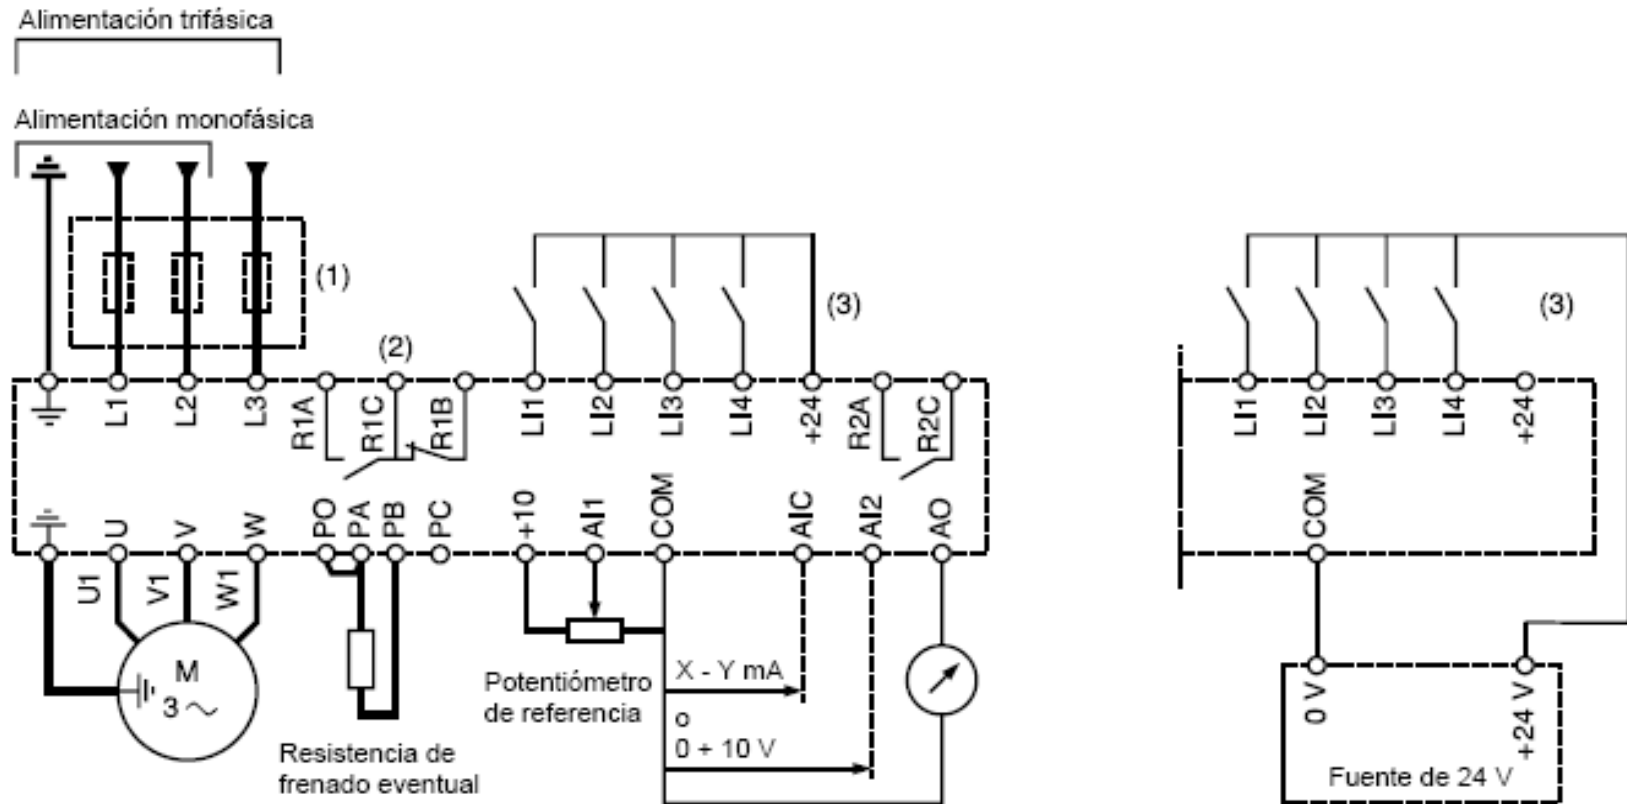 Alimentación trifásica
Alimentación monofásica
(1)
(2)
(3)
(3)
L1
L2
L3
R1A
R1C
R1B
LI1
LI2
LI3
LI4
+24
R2A
R2C
LI1
LI2
LI3
LI4
+24
U
V
W
PO
PA
PB
PC
+10
AI1
COM
AIC
AI2
AO
COM
U1
V1
W1
M
3
Potentiómetro
de referencia
X - Y mA
o
0 + 10 V
Resistencia de
frenado eventual
0 V
+24 V
Fuente de 24 V